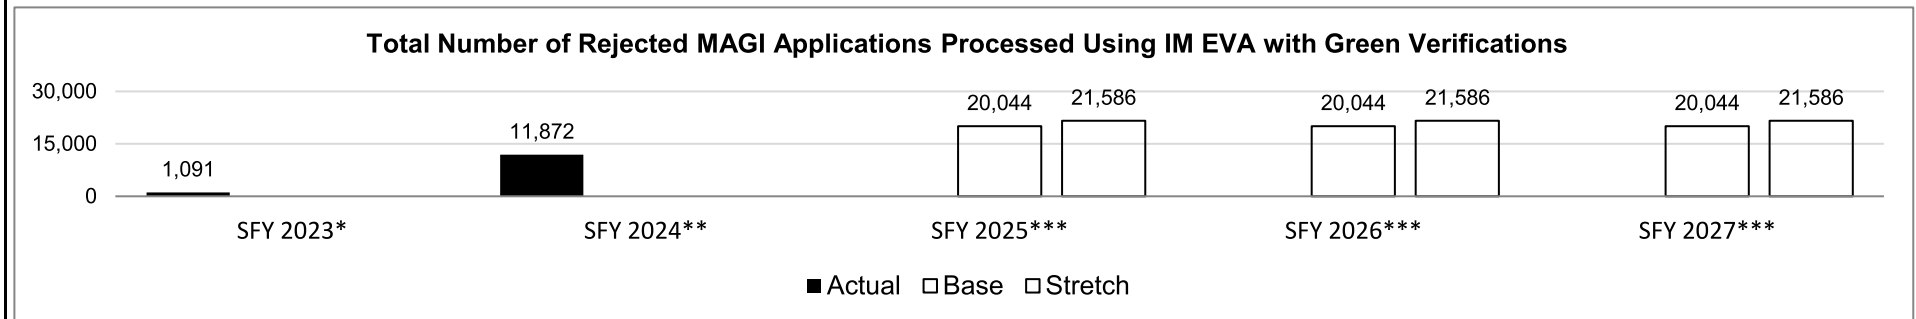 Total Number of Rejected MAGI Applications Processed Using IM EVA with Green Verifications
30,000
15,000
0
1,091
11,872
20,044
21,586
20,044
21,586
20,044
21,586
SFY 2023*
SFY 2024**
SFY 2025***
SFY 2026***
SFY 2027***
Actual Base Stretch